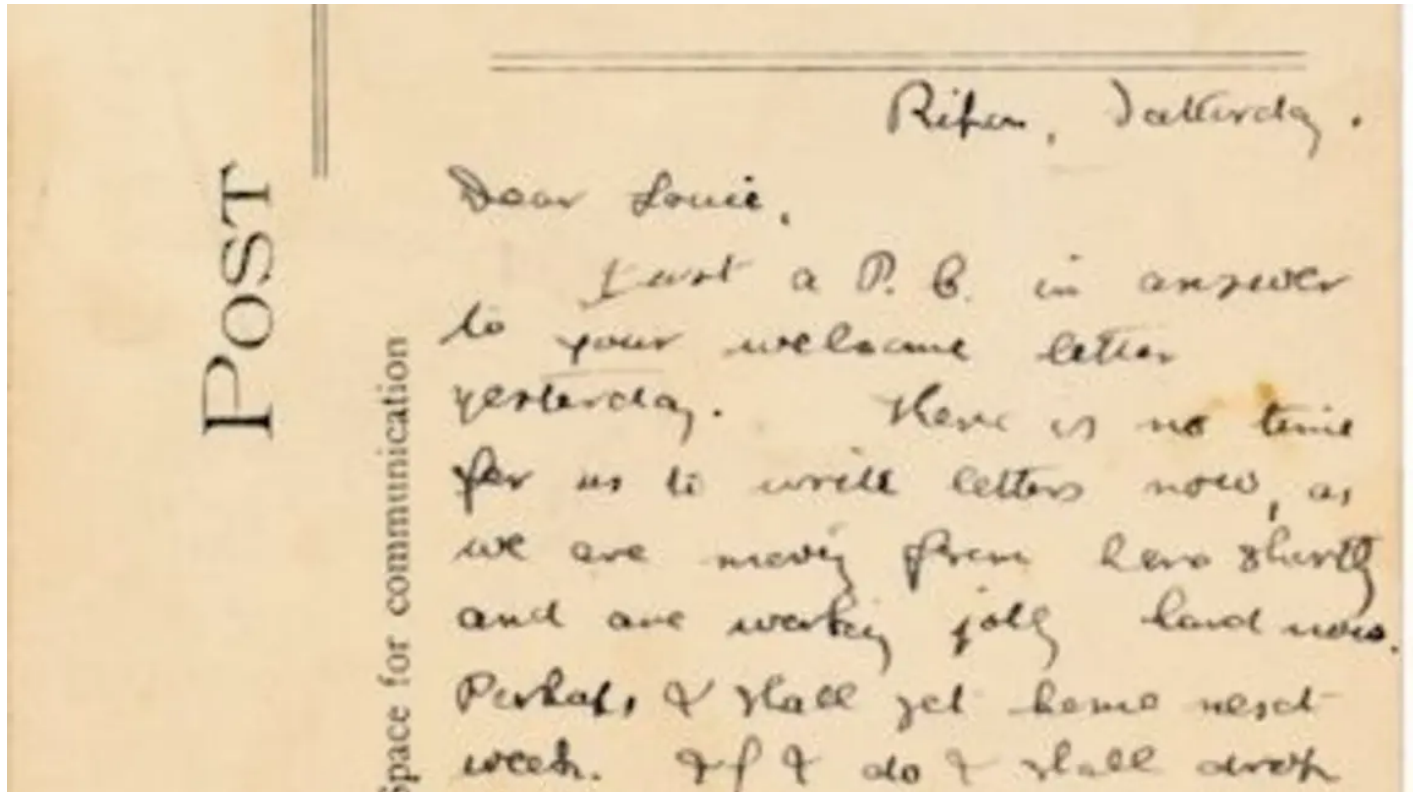 POST
Space for communication
Ripon, Satturday.
Dear Louie,
Just a P. C. in answer
to your welcome letter
yesterday. There is no time
for us to write letters now, as
we are moving from here shortly
and are working jolly hard now.
Perhaps I shall get home next
week. If I do I shall drop